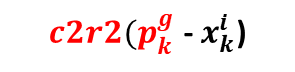 c2r2(p_k^g - x_k^i)